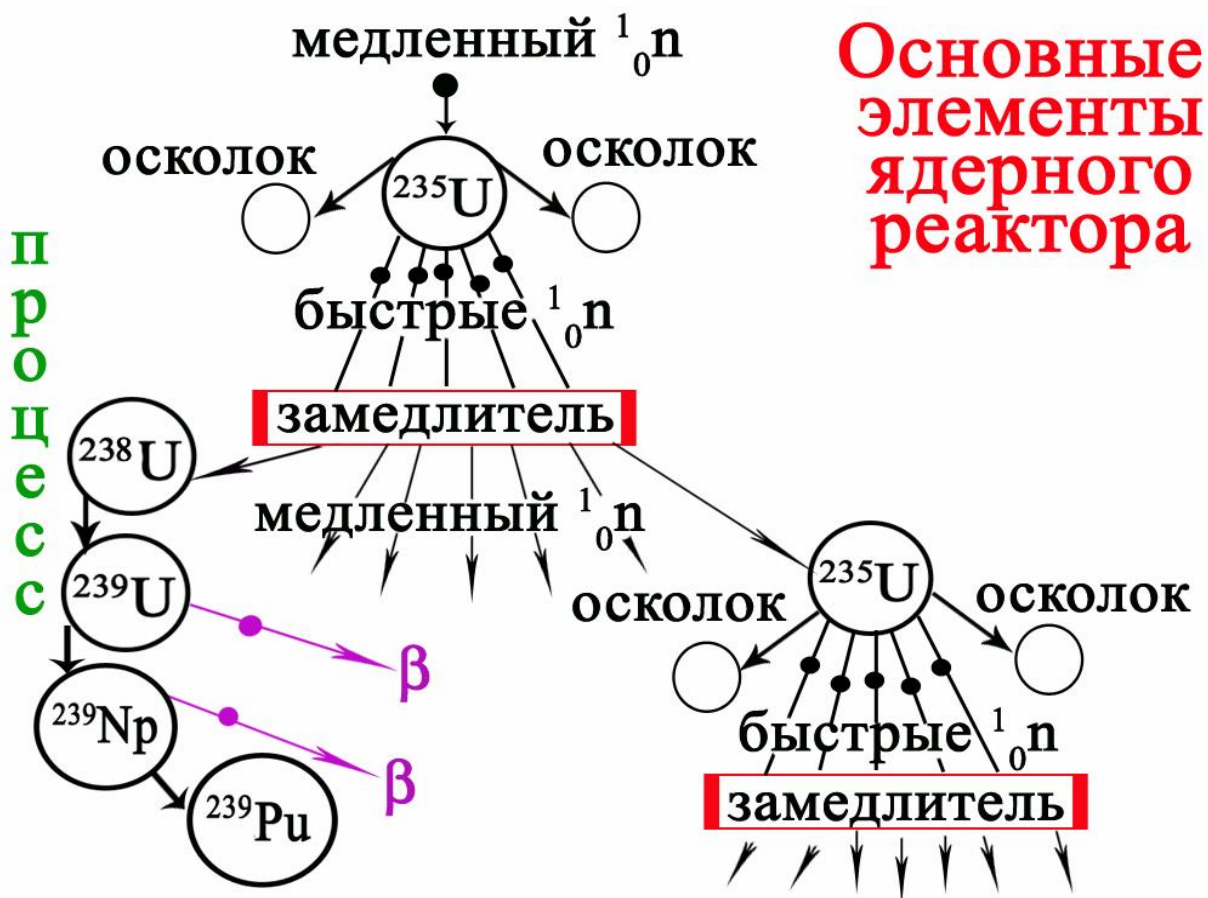 медленный ¹₀n
Основные
элементы
ядерного
реактора
осколок
осколок
²³⁵U
процесс
быстрые ¹₀n
замедлитель
²³⁸U
медленный ¹₀n
²³⁹U
²³⁵U
осколок
осколок
β
²³⁹Np
быстрые ¹₀n
β
замедлитель
²³⁹Pu